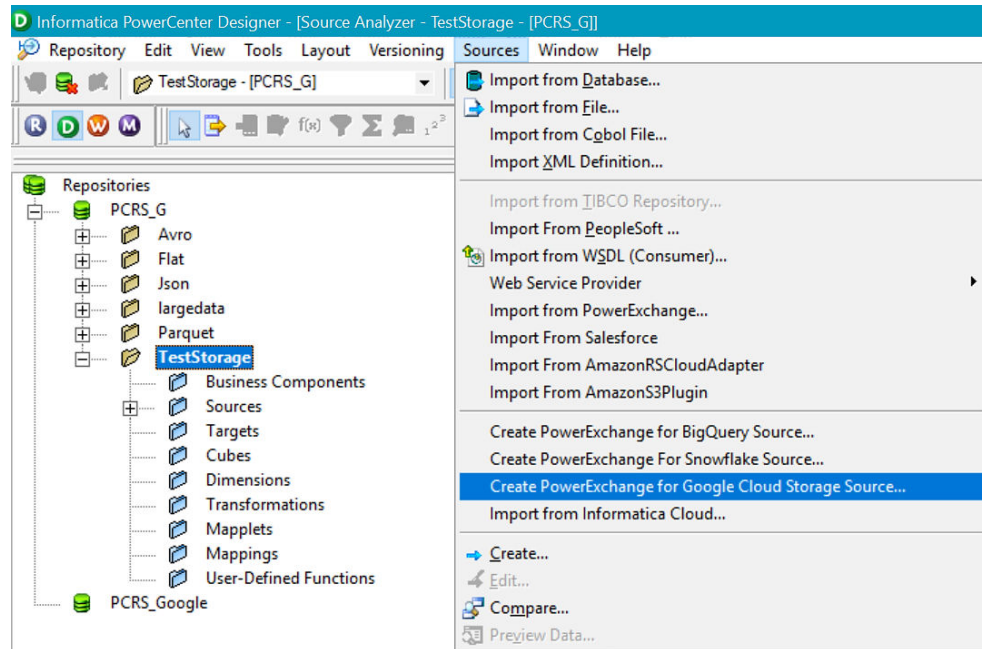 D Informatica PowerCenter Designer - [Source Analyzer - TestStorage - [PCRS_G]]
Repository Edit View Tools Layout Versioning Sources Window Help
TestStorage - [PCRS_G]
R D W M f(x) Σ 1 2 3
Repositories
PCRS_G
Avro
Flat
Json
largedata
Parquet
TestStorage
Business Components
Sources
Targets
Cubes
Dimensions
Transformations
Mapplets
Mappings
User-Defined Functions
PCRS_Google
Import from Database...
Import from File...
Import from Cobol File...
Import XML Definition...
Import from TIBCO Repository...
Import From PeopleSoft ...
Import from WSDL (Consumer)...
Web Service Provider
Import from PowerExchange...
Import From Salesforce
Import From AmazonRSCloudAdapter
Import From AmazonS3Plugin
Create PowerExchange for BigQuery Source...
Create PowerExchange For Snowflake Source...
Create PowerExchange for Google Cloud Storage Source...
Import from Informatica Cloud...
Create...
Edit...
Compare...
Preview Data...